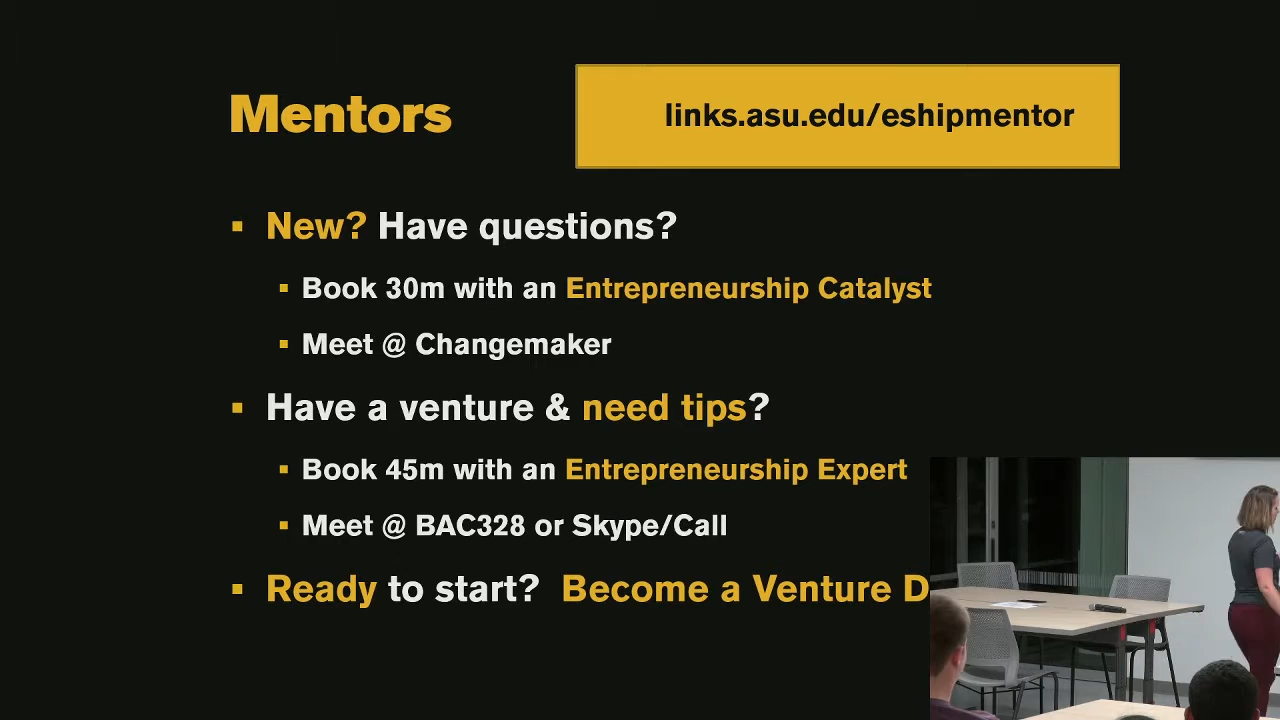 Mentors
links.asu.edu/eshipmentor
New? Have questions?
Book 30m with an Entrepreneurship Catalyst
Meet @ Changemaker
Have a venture & need tips?
Book 45m with an Entrepreneurship Expert
Meet @ BAC328 or Skype/Call
Ready to start? Become a Venture D